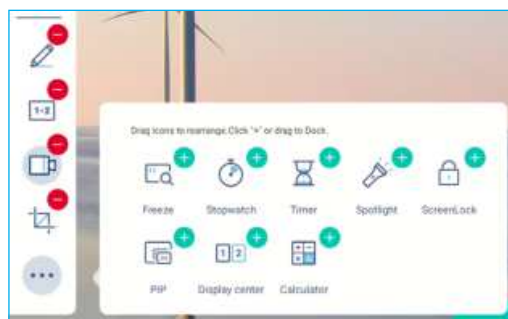 Drag icons to rearrange. Click "+" or drag to Dock.
Freeze Stopwatch Timer Spotlight ScreenLock
PIP Display center Calculator